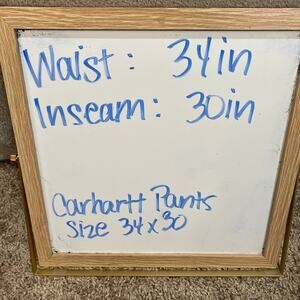 Waist: 34in
Inseam: 30in
Carhartt Pants
Size 34x30